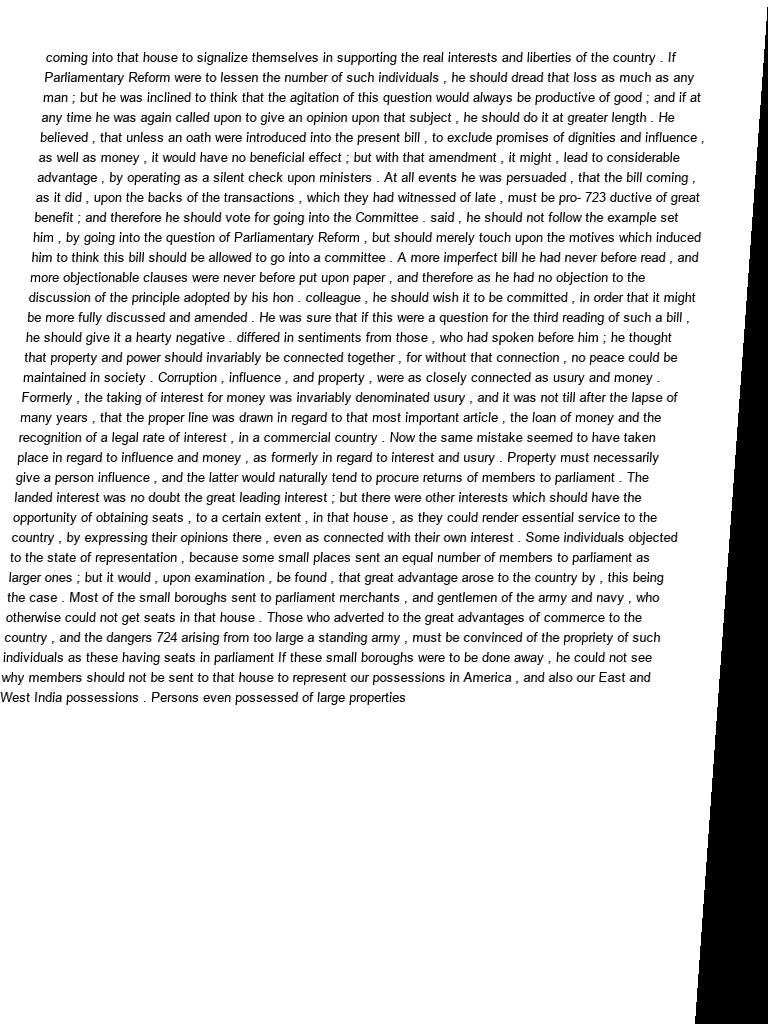 coming into that house to signalize themselves in supporting the real interests and liberties of the country . If
Parliamentary Reform were to lessen the number of such individuals , he should dread that loss as much as any
man ; but he was inclined to think that the agitation of this question would always be productive of good ; and if at
any time he was again called upon to give an opinion upon that subject , he should do it at greater length . He
believed , that unless an oath were introduced into the present bill , to exclude promises of dignities and influence ,
as well as money , it would have no beneficial effect ; but with that amendment , it might , lead to considerable
advantage , by operating as a silent check upon ministers . At all events he was persuaded , that the bill coming ,
as it did , upon the backs of the transactions , which they had witnessed of late , must be pro- 723 ductive of great
benefit ; and therefore he should vote for going into the Committee . said , he should not follow the example set
him , by going into the question of Parliamentary Reform , but should merely touch upon the motives which induced
him to think this bill should be allowed to go into a committee . A more imperfect bill he had never before read , and
more objectionable clauses were never before put upon paper , and therefore as he had no objection to the
discussion of the principle adopted by his hon . colleague , he should wish it to be committed , in order that it might
be more fully discussed and amended . He was sure that if this were a question for the third reading of such a bill ,
he should give it a hearty negative . differed in sentiments from those , who had spoken before him ; he thought
that property and power should invariably be connected together , for without that connection , no peace could be
maintained in society . Corruption , influence , and property , were as closely connected as usury and money .
Formerly , the taking of interest for money was invariably denominated usury , and it was not till after the lapse of
many years , that the proper line was drawn in regard to that most important article , the loan of money and the
recognition of a legal rate of interest , in a commercial country . Now the same mistake seemed to have taken
place in regard to influence and money , as formerly in regard to interest and usury . Property must necessarily
give a person influence , and the latter would naturally tend to procure returns of members to parliament . The
landed interest was no doubt the great leading interest ; but there were other interests which should have the
opportunity of obtaining seats , to a certain extent , in that house , as they could render essential service to the
country , by expressing their opinions there , even as connected with their own interest . Some individuals objected
to the state of representation , because some small places sent an equal number of members to parliament as
larger ones ; but it would , upon examination , be found , that great advantage arose to the country by , this being
the case . Most of the small boroughs sent to parliament merchants , and gentlemen of the army and navy , who
otherwise could not get seats in that house . Those who adverted to the great advantages of commerce to the
country , and the dangers 724 arising from too large a standing army , must be convinced of the propriety of such
individuals as these having seats in parliament If these small boroughs were to be done away , he could not see
why members should not be sent to that house to represent our possessions in America , and also our East and
West India possessions . Persons even possessed of large properties